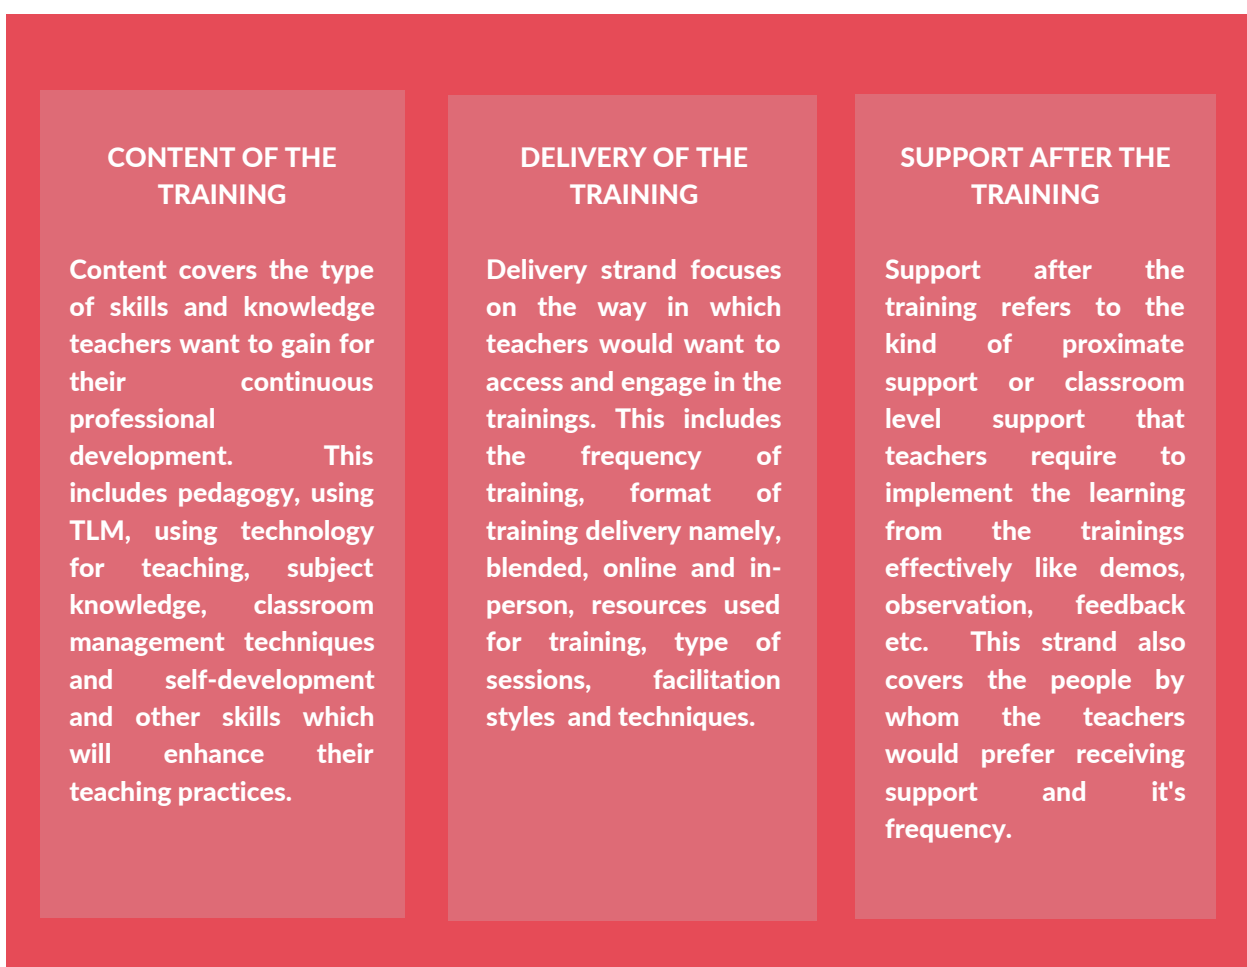 CONTENT OF THE
TRAINING
Content covers the type
of skills and knowledge
teachers want to gain for
their continuous
professional
development. This
includes pedagogy, using
TLM, using technology
for teaching, subject
knowledge, classroom
management techniques
and self-development
and other skills which
will enhance their
teaching practices.
DELIVERY OF THE
TRAINING
Delivery strand focuses
on the way in which
teachers would want to
access and engage in the
trainings. This includes
the frequency of
training, format of
training delivery namely,
blended, online and in-
person, resources used
for training, type of
sessions, facilitation
styles and techniques.
SUPPORT AFTER THE
TRAINING
Support after the
training refers to the
kind of proximate
support or classroom
level support that
teachers require to
implement the learning
from the trainings
effectively like demos,
observation, feedback
etc. This strand also
covers the people by
whom the teachers
would prefer receiving
support and it's
frequency.